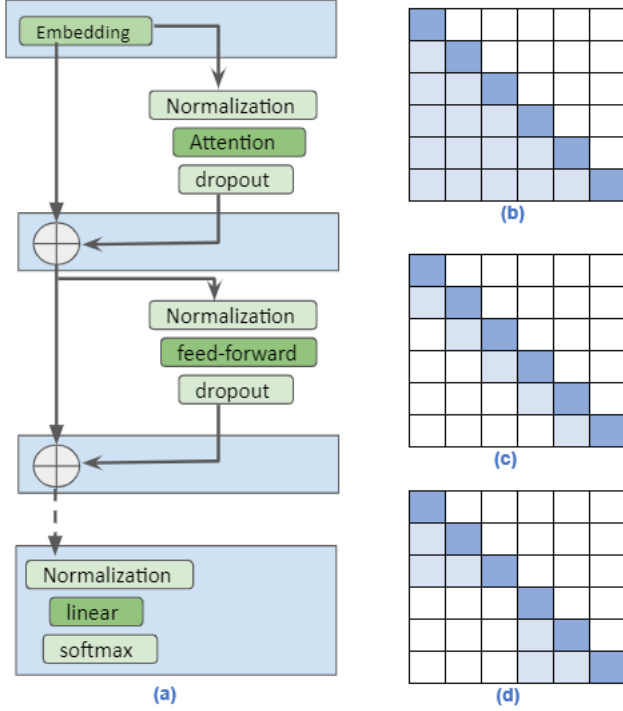 Embedding
Normalization
Attention
dropout
Normalization
feed-forward
dropout
Normalization
linear
softmax
(a)
(b)
(c)
(d)